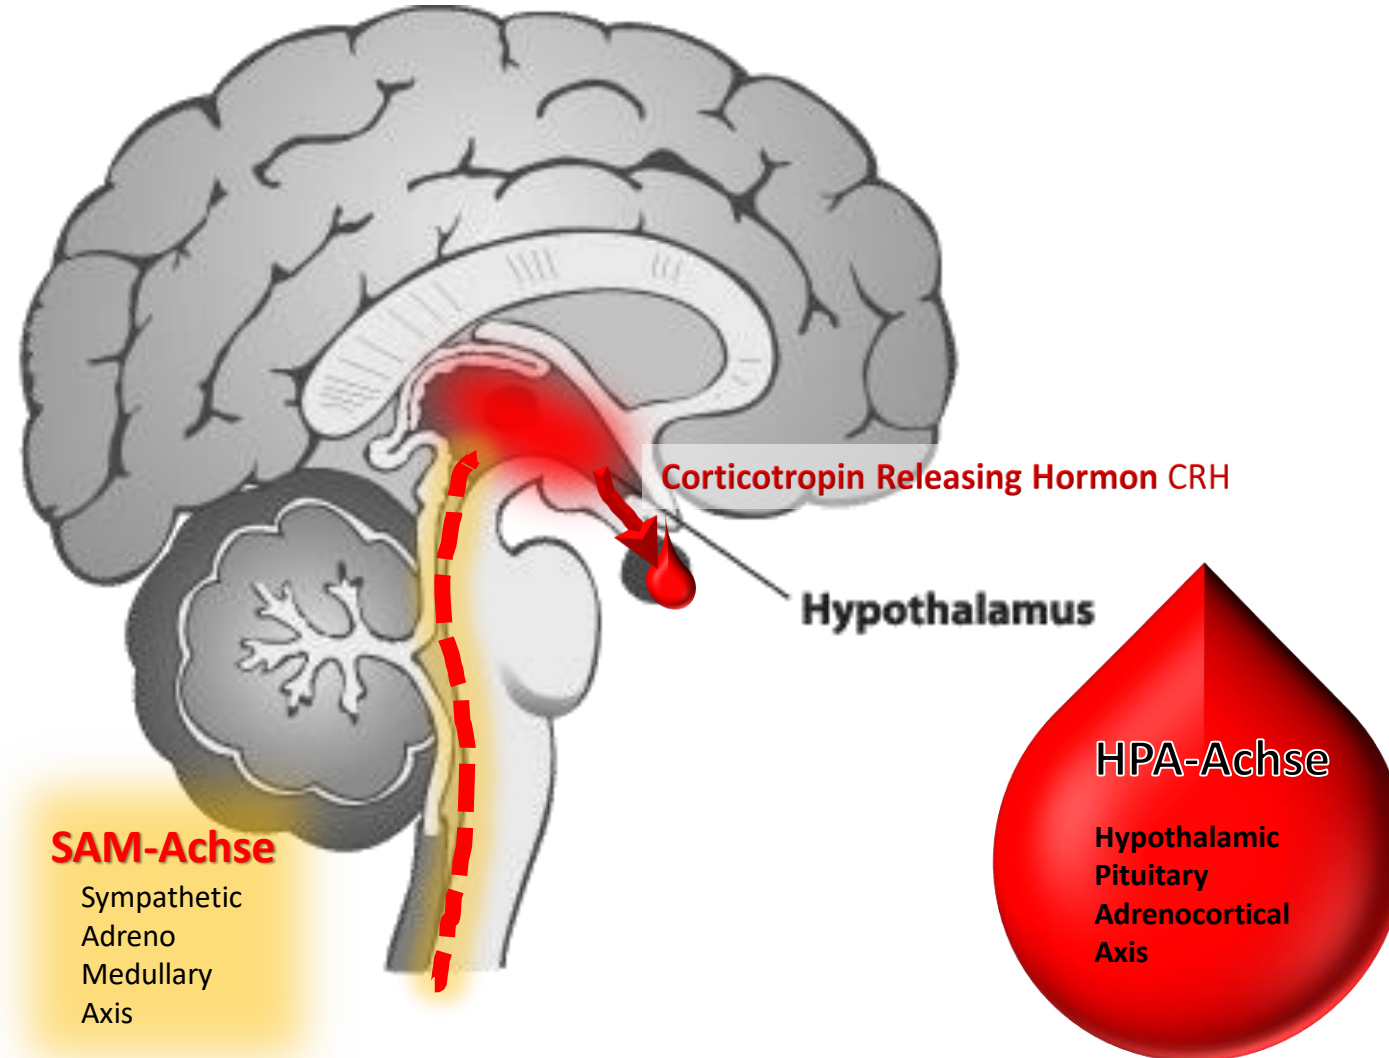 Corticotropin Releasing Hormon CRH
Hypothalamus
HPA-Achse
Hypothalamic
Pituitary
Adrenocortical
Axis
SAM-Achse
Sympathetic
Adreno
Medullary
Axis